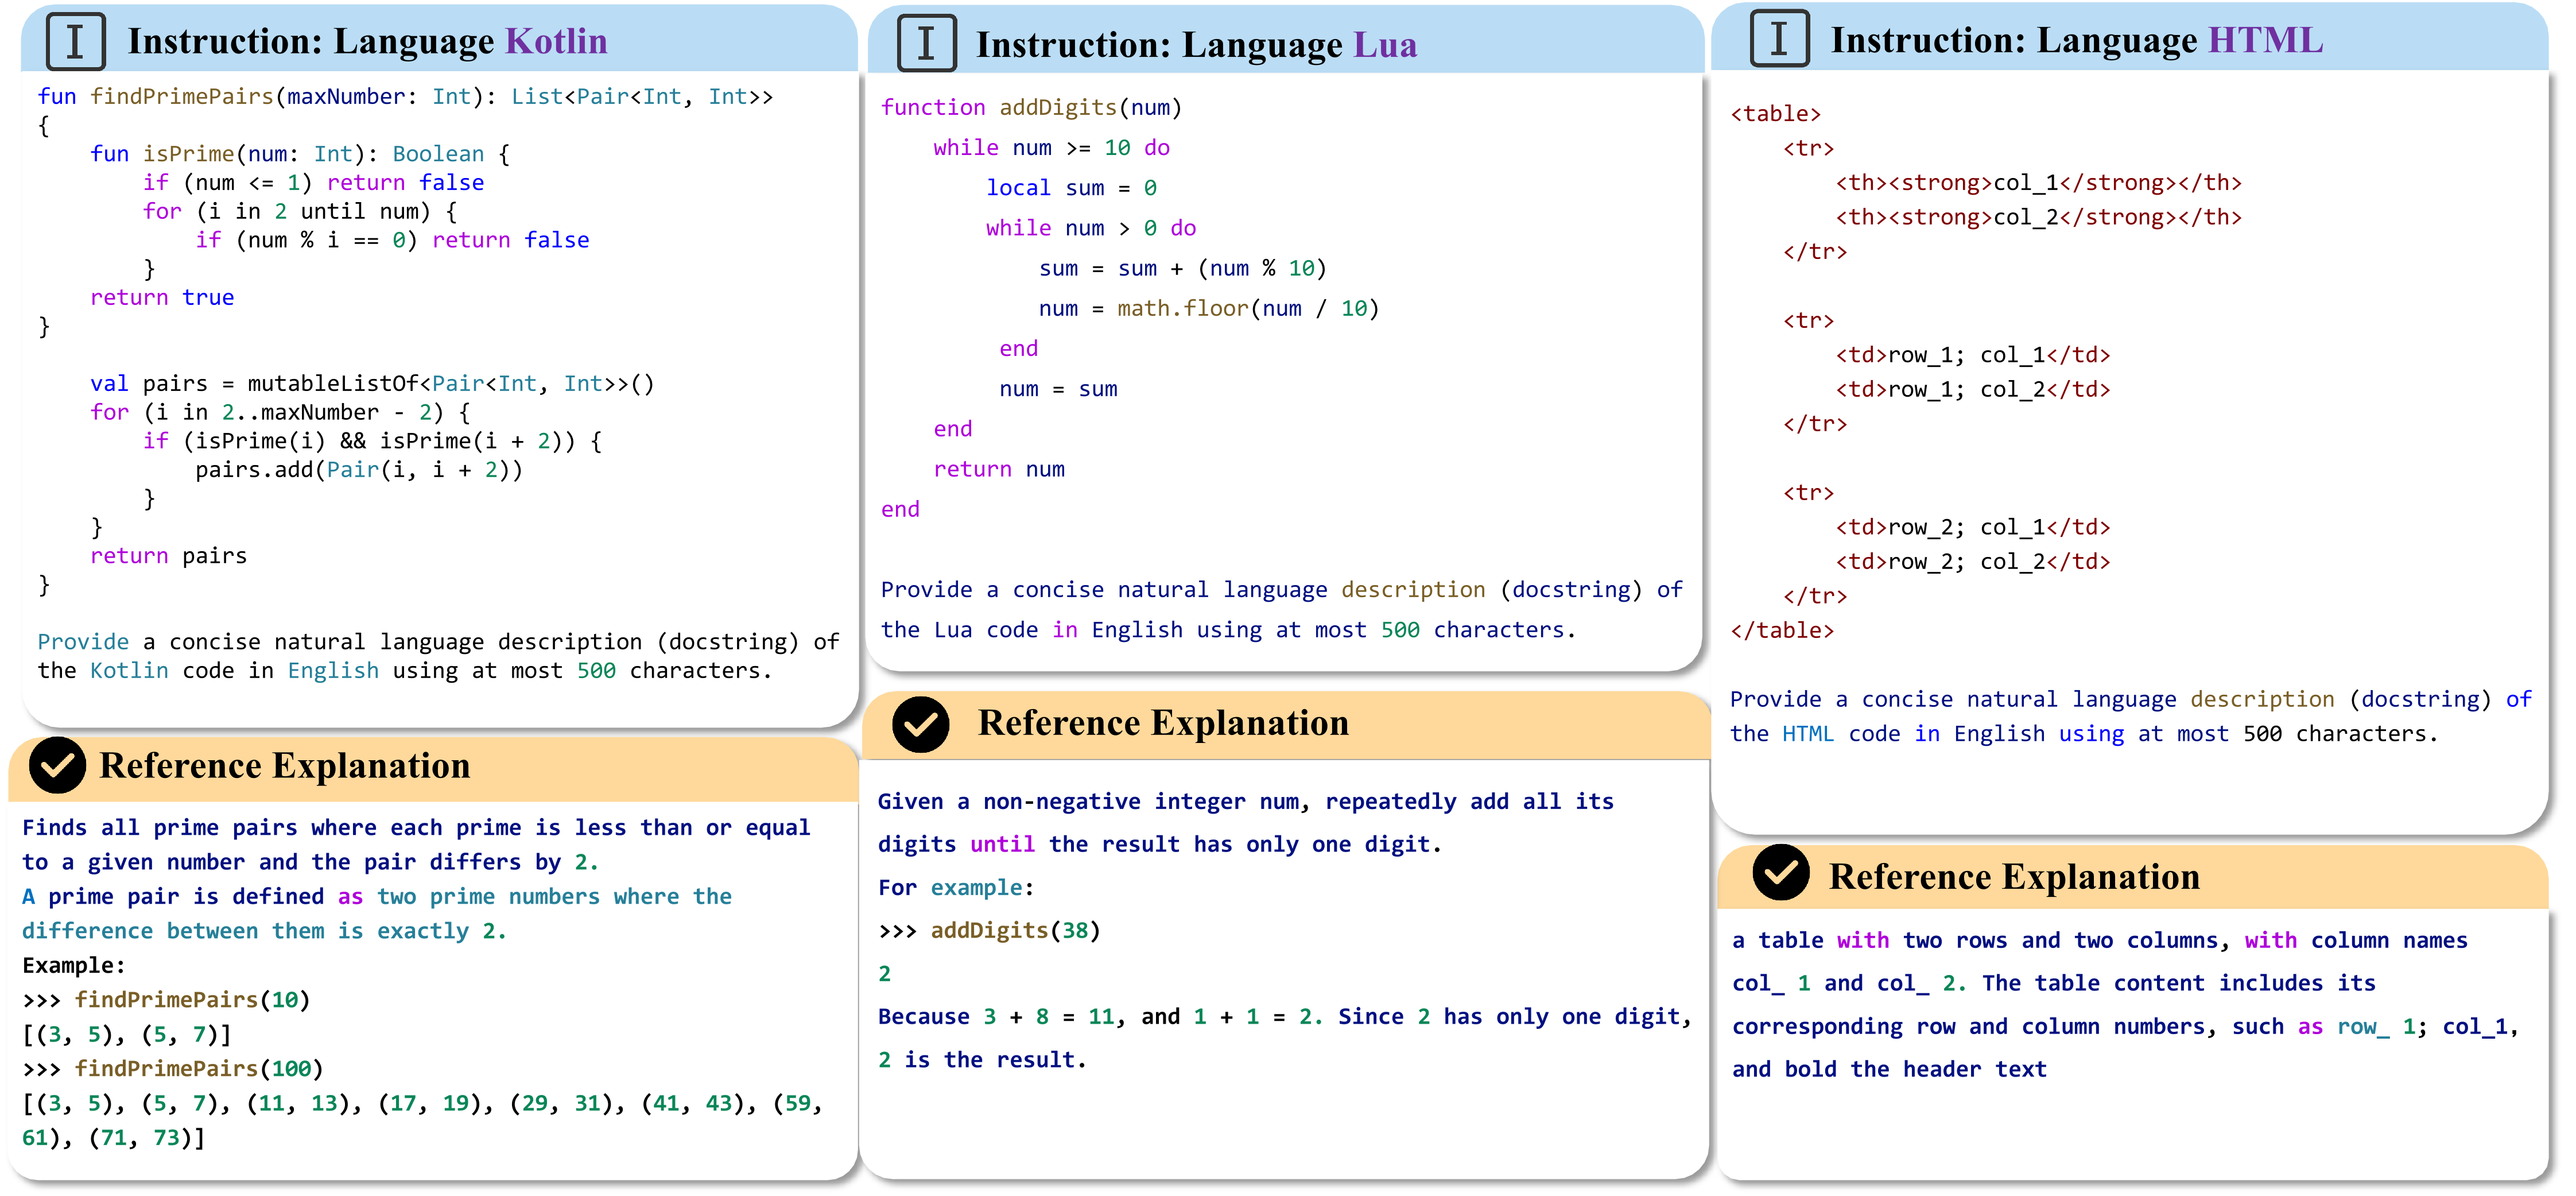 Instruction: Language Kotlin
fun findPrimePairs(maxNumber: Int): List<Pair<Int, Int>>
{
    fun isPrime(num: Int): Boolean {
        if (num <= 1) return false
        for (i in 2 until num) {
            if (num % i == 0) return false
        }
    return true
}
    val pairs = mutableListOf<Pair<Int, Int>>()
    for (i in 2..maxNumber - 2) {
        if (isPrime(i) && isPrime(i + 2)) {
            pairs.add(Pair(i, i + 2))
        }
    }
    return pairs
}
Provide a concise natural language description (docstring) of
the Kotlin code in English using at most 500 characters.
Reference Explanation
Finds all prime pairs where each prime is less than or equal
to a given number and the pair differs by 2.
A prime pair is defined as two prime numbers where the
difference between them is exactly 2.
Example:
>>> findPrimePairs(10)
[(3, 5), (5, 7)]
>>> findPrimePairs(100)
[(3, 5), (5, 7), (11, 13), (17, 19), (29, 31), (41, 43), (59,
61), (71, 73)]
Instruction: Language Lua
function addDigits(num)
    while num >= 10 do
        local sum = 0
        while num > 0 do
            sum = sum + (num % 10)
            num = math.floor(num / 10)
         end
         num = sum
    end
    return num
end
Provide a concise natural language description (docstring) of
the Lua code in English using at most 500 characters.
Reference Explanation
Given a non-negative integer num, repeatedly add all its
digits until the result has only one digit.
For example:
>>> addDigits(38)
2
Because 3 + 8 = 11, and 1 + 1 = 2. Since 2 has only one digit,
2 is the result.
Instruction: Language HTML
<table>
    <tr>
        <th><strong>col_1</strong></th>
        <th><strong>col_2</strong></th>
    </tr>
    <tr>
        <td>row_1; col_1</td>
        <td>row_1; col_2</td>
    </tr>
    <tr>
        <td>row_2; col_1</td>
        <td>row_2; col_2</td>
    </tr>
</table>
Provide a concise natural language description (docstring) of
the HTML code in English using at most 500 characters.
Reference Explanation
a table with two rows and two columns, with column names
col_ 1 and col_ 2. The table content includes its
corresponding row and column numbers, such as row_ 1; col_1,
and bold the header text